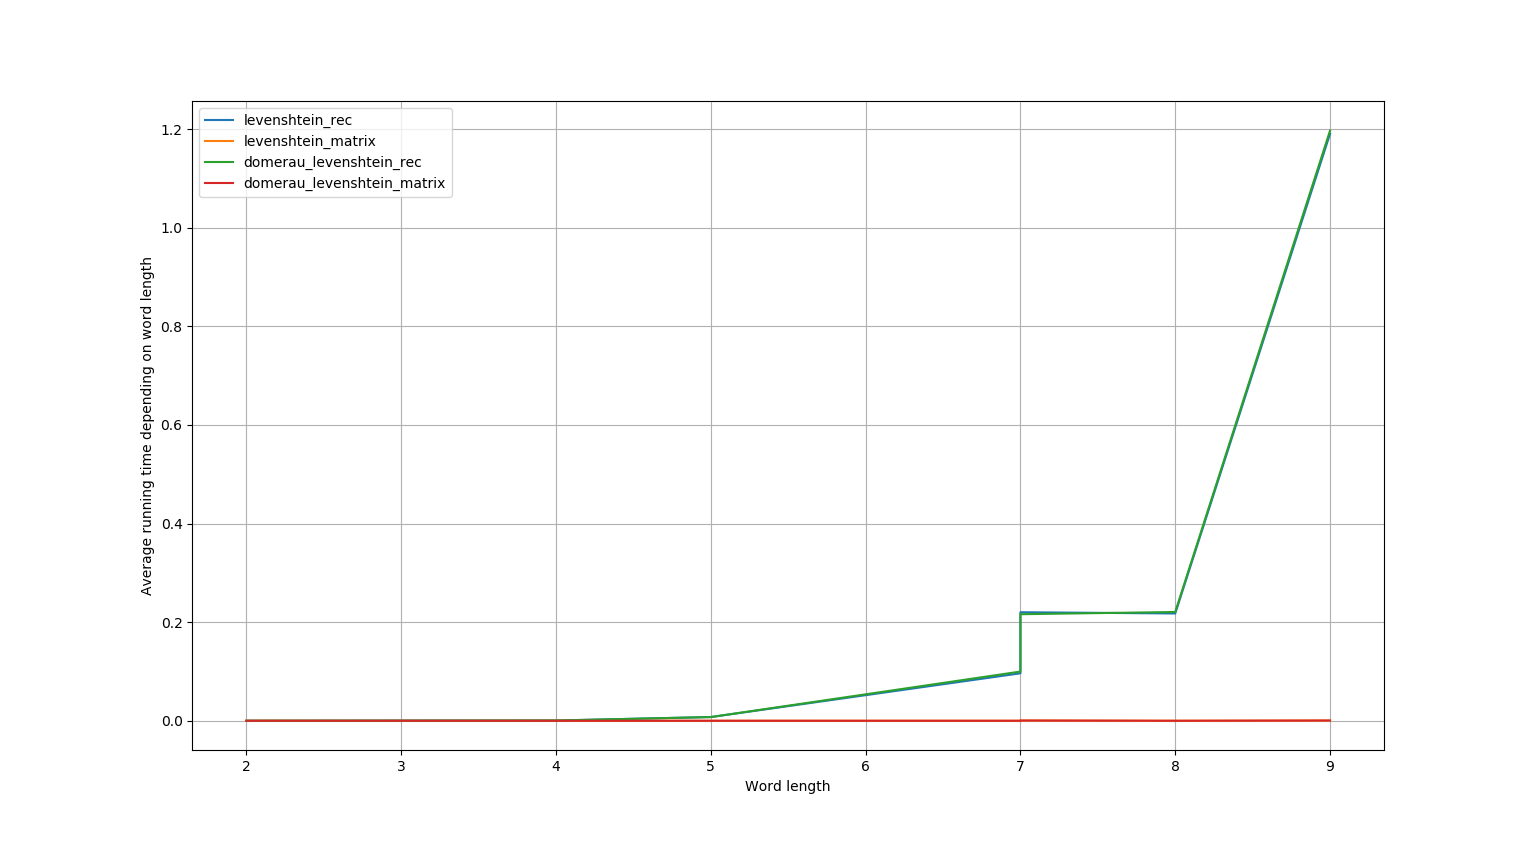 levenshtein_rec
levenshtein_matrix
domerau_levenshtein_rec
domerau_levenshtein_matrix
1.2
1.0
0.8
0.6
0.4
0.2
0.0
Average running time depending on word length
2 3 4 5 6 7 8 9
Word length